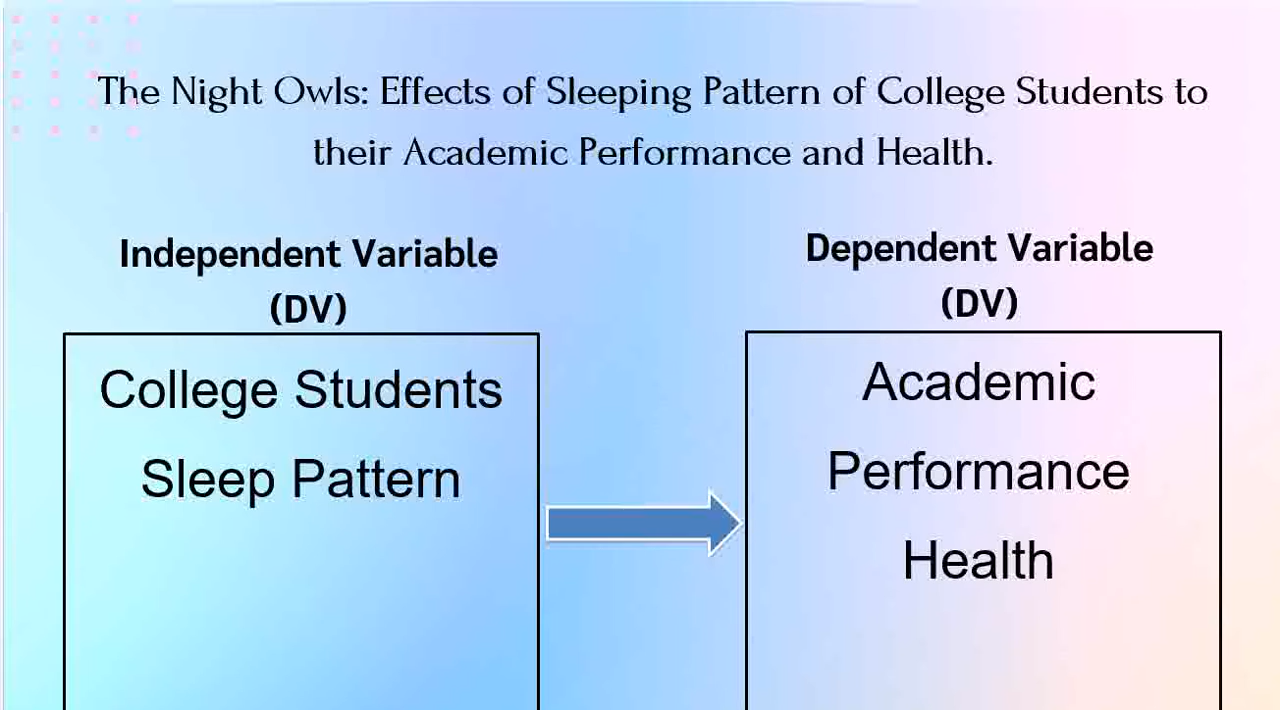 The Night Owls: Effects of Sleeping Pattern of College Students to
their Academic Performance and Health.
Independent Variable
(DV)
College Students
Sleep Pattern
Dependent Variable
(DV)
Academic
Performance
Health